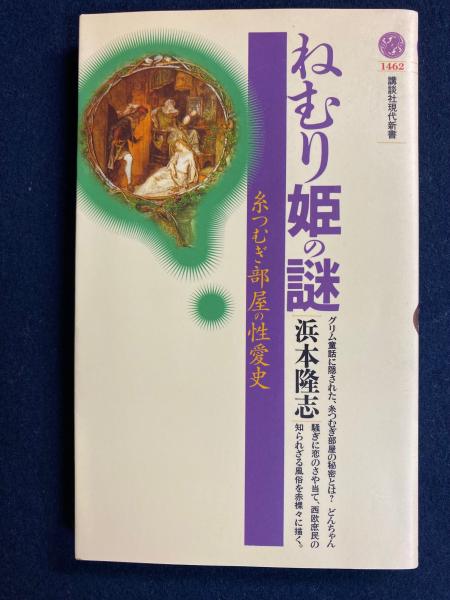 1462
講談社現代新書
ねむり姫の謎
浜本隆志
糸つむぎ部屋の性愛史
グリム童話に隠された、糸つむぎ部屋の秘密とは? どんちゃん
騒ぎに恋のさや当て、西欧庶民の
知られざる風俗を赤裸々に描く。